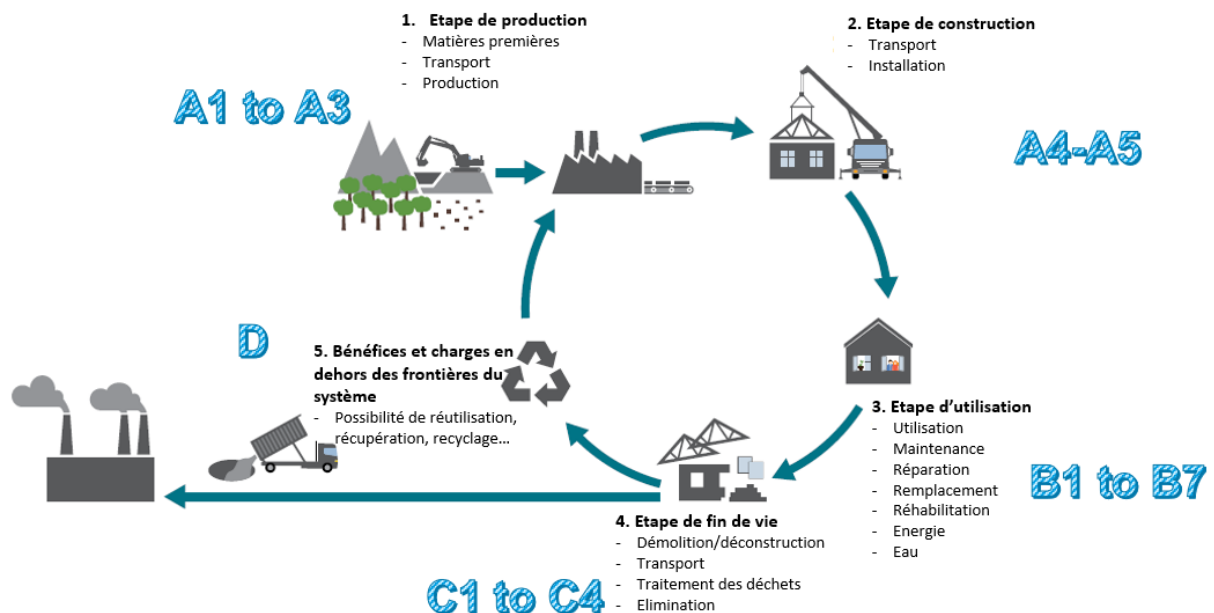 1. Etape de production
- Matières premières
- Transport
- Production
A1 to A3
2. Etape de construction
- Transport
- Installation
A4-A5
3. Etape d'utilisation
- Utilisation
- Maintenance
- Réparation
- Remplacement
- Réhabilitation
- Energie
- Eau
B1 to B7
4. Etape de fin de vie
- Démolition/déconstruction
- Transport
- Traitement des déchets
- Elimination
C1 to C4
D
5. Bénéfices et charges en
dehors des frontières du
système
- Possibilité de réutilisation,
récupération, recyclage...